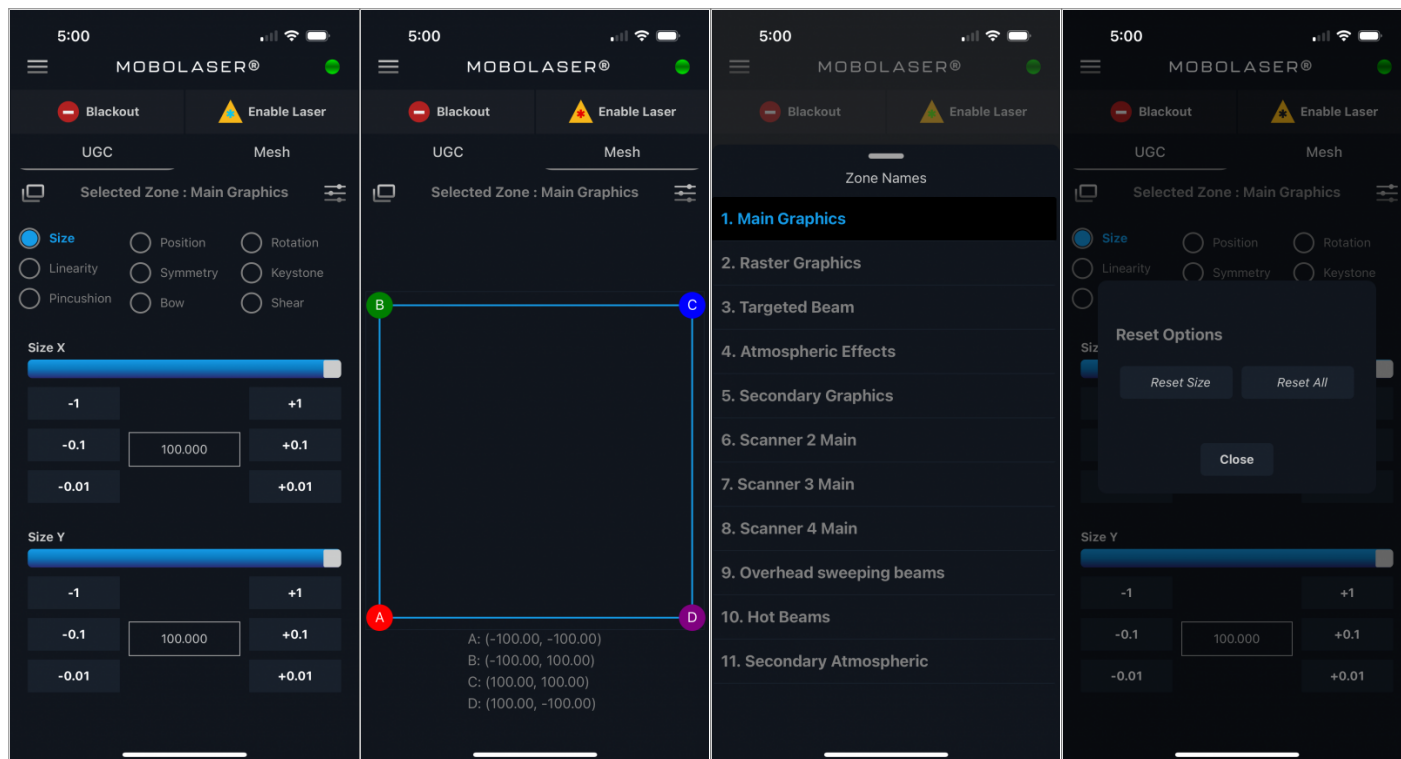 5:00
MOBOLASER®
Blackout
Enable Laser
UGC
Mesh
Selected Zone : Main Graphics
Size
Position
Rotation
Linearity
Symmetry
Keystone
Pincushion
Bow
Shear
Size X
-1
+1
-0.1
100.000
+0.1
-0.01
+0.01
Size Y
-1
+1
-0.1
100.000
+0.1
-0.01
+0.01
5:00
MOBOLASER®
Blackout
Enable Laser
UGC
Mesh
Selected Zone : Main Graphics
B
C
A
D
A: (-100.00, -100.00)
B: (-100.00, 100.00)
C: (100.00, 100.00)
D: (100.00, -100.00)
5:00
MOBOLASER®
Blackout
Enable Laser
Zone Names
1. Main Graphics
2. Raster Graphics
3. Targeted Beam
4. Atmospheric Effects
5. Secondary Graphics
6. Scanner 2 Main
7. Scanner 3 Main
8. Scanner 4 Main
9. Overhead sweeping beams
10. Hot Beams
11. Secondary Atmospheric
5:00
MOBOLASER®
Blackout
Enable Laser
UGC
Mesh
Selected Zone : Main Graphics
Size
Position
Rotation
Linearity
Symmetry
Keystone
Reset Options
Siz
Reset Size
Reset All
Close
Size Y
-1
+1
-0.1
100.000
+0.1
-0.01
+0.01